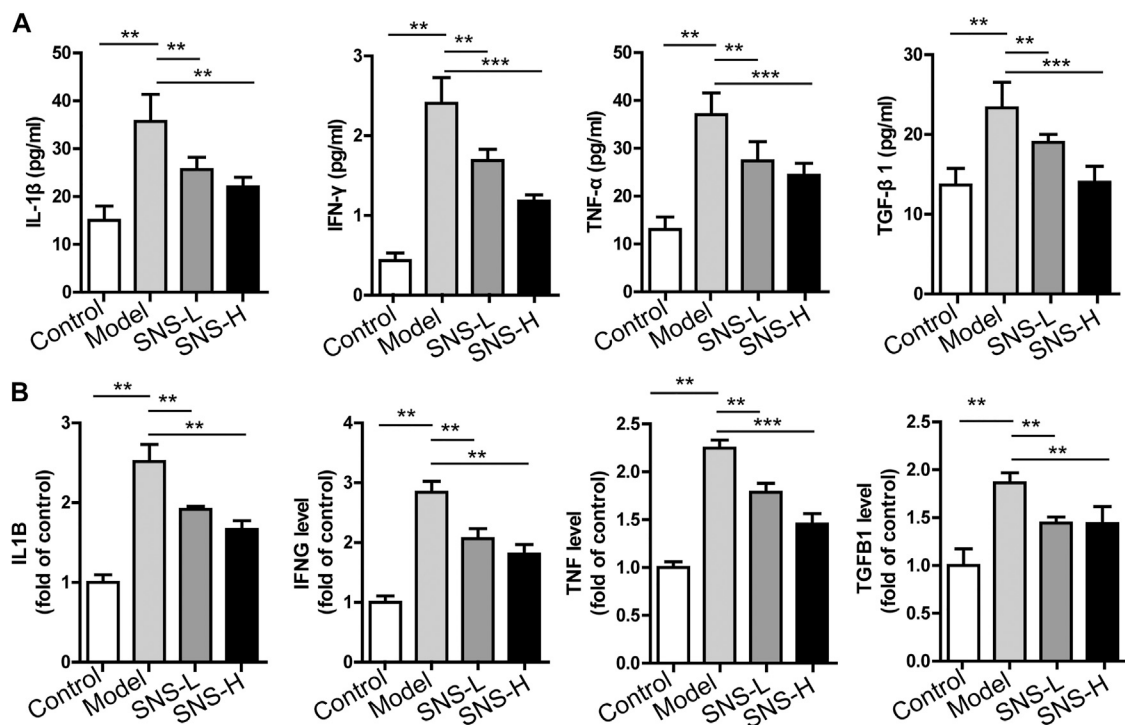 A
** ** **
IL-1β (pg/ml)
50
40
30
20
10
0
Control Model SNS-L SNS-H
** ** ***
IFN-γ (pg/ml)
3
2
1
0
Control Model SNS-L SNS-H
** ** ***
TNF-α (pg/ml)
50
40
30
20
10
0
Control Model SNS-L SNS-H
** ** ***
TGF-β 1 (pg/ml)
30
20
10
0
Control Model SNS-L SNS-H
B
** ** **
IL1B
(fold of control)
3
2
1
0
Control Model SNS-L SNS-H
** ** **
IFNG level
(fold of control)
4
3
2
1
0
Control Model SNS-L SNS-H
** ** ***
TNF level
(fold of control)
2.5
2.0
1.5
1.0
0.5
0.0
Control Model SNS-L SNS-H
** ** **
TGFB1 level
(fold of control)
2.5
2.0
1.5
1.0
0.5
0.0
Control Model SNS-L SNS-H